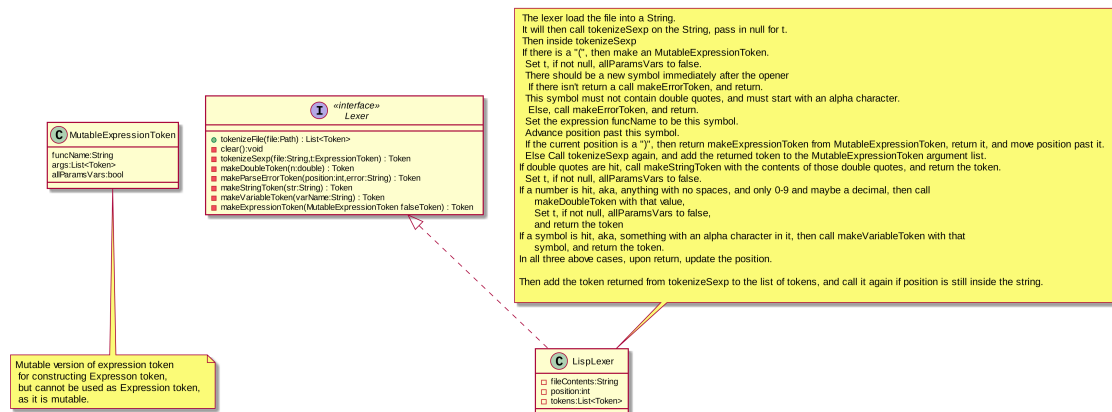 The lexer load the file into a String.
It will then call tokenizeSexp on the String, pass in null for t.
Then inside tokenizeSexp
If there is a "(", then make an MutableExpressionToken.
Set t, if not null, allParamsVars to false.
There should be a new symbol immediately after the opener
If there isn't return a call makeErrorToken, and return.
This symbol must not contain double quotes, and must start with an alpha character.
Else, call makeErrorToken, and return.
Set the expression funcName to be this symbol.
Advance position past this symbol.
If the current position is a ")", then return makeExpression from MutableExpressionToken, return it, and move position past it.
Else Call tokenizeSexp again, and add the returned token to the MutableExpressionToken argument list.
If double quotes are hit, call makeStringToken with the contents of those double quotes, and return the token.
Set t, if not null, allParamsVars to false.
If a number is hit, aka, anything with no spaces, and only 0-9 and maybe a decimal, then call
makeDoubleToken with that value,
Set t, if not null, allParamsVars to false,
and return the token
If a symbol is hit, aka, something with an alpha character in it, then call makeVariableToken with that
symbol, and return the token.
In all three above cases, upon return, update the position.
Then add the token returned from tokenizeSexp to the list of tokens, and call it again if position is still inside the string.
I
«interface»
Lexer
tokenizeFile(file:Path) : List<Token>
clear():void
tokenizeSexp(file:String,t:ExpressionToken) : Token
makeDoubleToken(n:double) : Token
makeParseErrorToken(position:int,error:String) : Token
makeStringToken(str:String) : Token
makeVariableToken(varName:String) : Token
makeExpressionToken(MutableExpressionToken falseToken) : Token
C MutableExpressionToken
funcName:String
args:List<Token>
allParamsVars:bool
Mutable version of expression token
for constructing Expresson token,
but cannot be used as Expression token,
as it is mutable.
C LispLexer
fileContents:String
position:int
tokens:List<Token>